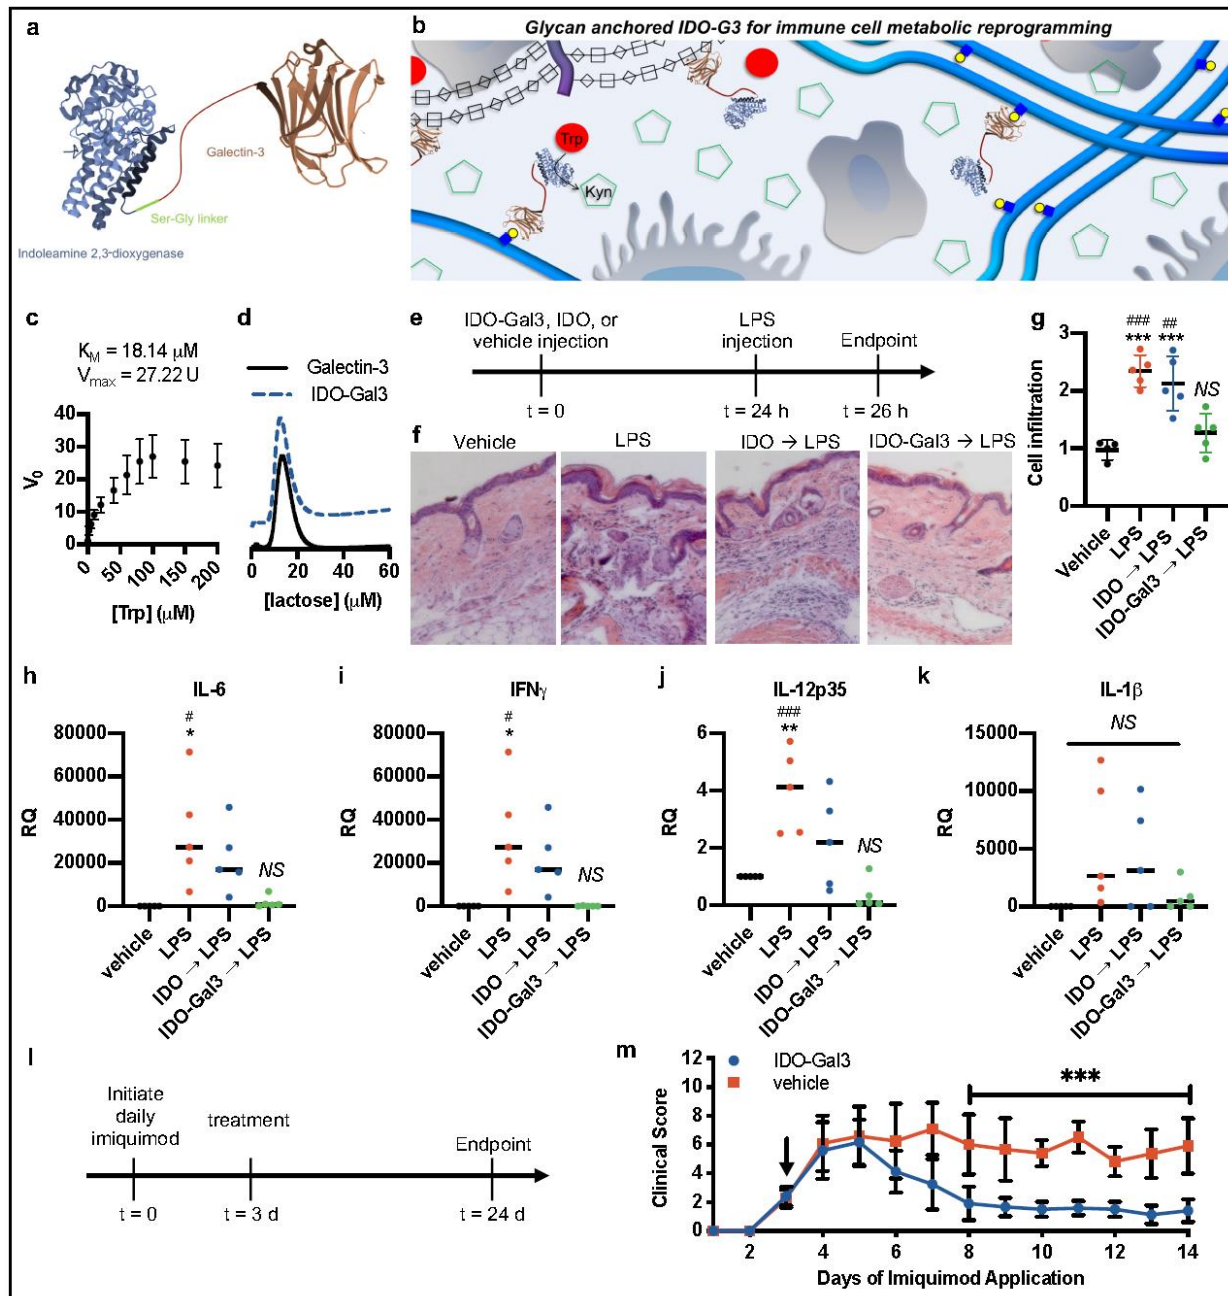 a
Galectin-3
Ser-Gly linker
Indoleamine 2,3-dioxygenase
b
Glycan anchored IDO-G3 for immune cell metabolic reprogramming
Trp
Kyn
c
K_M = 18.14 μM
V_max = 27.22 U
V_0
40
30
20
10
0
0 50 100 150 200
[Trp] (μM)
d
Galectin-3
IDO-Gal3
0 20 40 60
[lactose] (μM)
e
IDO-Gal3, IDO, or
vehicle injection
LPS
injection
Endpoint
t = 0
t = 24 h
t = 26 h
f
Vehicle
LPS
IDO → LPS
IDO-Gal3 → LPS
g
Cell infiltration
3
2
1
0
###
***
##
***
NS
Vehicle
LPS
IDO → LPS
IDO-Gal3 → LPS
h
IL-6
RQ
80000
60000
40000
20000
0
#
*
NS
vehicle
LPS
IDO → LPS
IDO-Gal3 → LPS
i
IFNγ
RQ
80000
60000
40000
20000
0
#
*
NS
vehicle
LPS
IDO → LPS
IDO-Gal3 → LPS
j
IL-12p35
RQ
6
4
2
0
###
**
NS
vehicle
LPS
IDO → LPS
IDO-Gal3 → LPS
k
IL-1β
RQ
15000
10000
5000
0
NS
vehicle
LPS
IDO → LPS
IDO-Gal3 → LPS
l
Initiate
daily
imiquimod
treatment
Endpoint
t = 0
t = 3 d
t = 24 d
m
IDO-Gal3
vehicle
***
Clinical Score
12
10
8
6
4
2
0
2 4 6 8 10 12 14
Days of Imiquimod Application